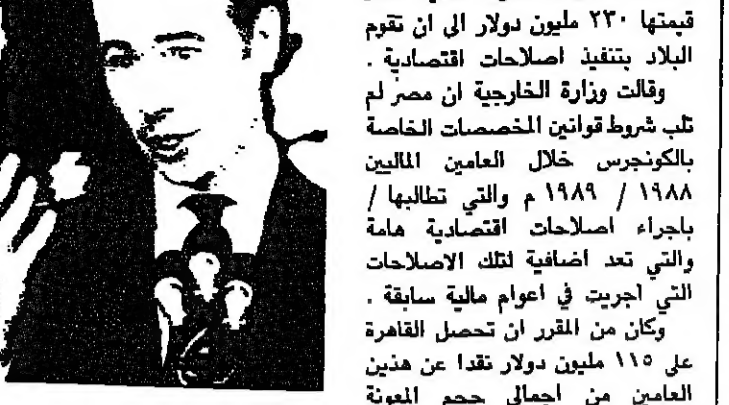 قيمتها ٢٣٠ مليون دولار الى ان تقوم
البلاد بتنفيذ اصلاحات اقتصادية .
وقالت وزارة الخارجية ان مصر لم
تلب شروط قوانين المخصصات الخاصة
بالكونجرس خلال العامين الماليين
١٩٨٨ / ١٩٨٩ م والتي تطالبها /
باجراء اصلاحات اقتصادية هامة
والتي تعد اضافية لتلك الاصلاحات
التي اجريت في اعوام مالية سابقة .
وكان من المقرر ان تحصل القاهرة
على ١١٥ مليون دولار نقدا عن هذين
العامين من اجمالي حجم المعونة